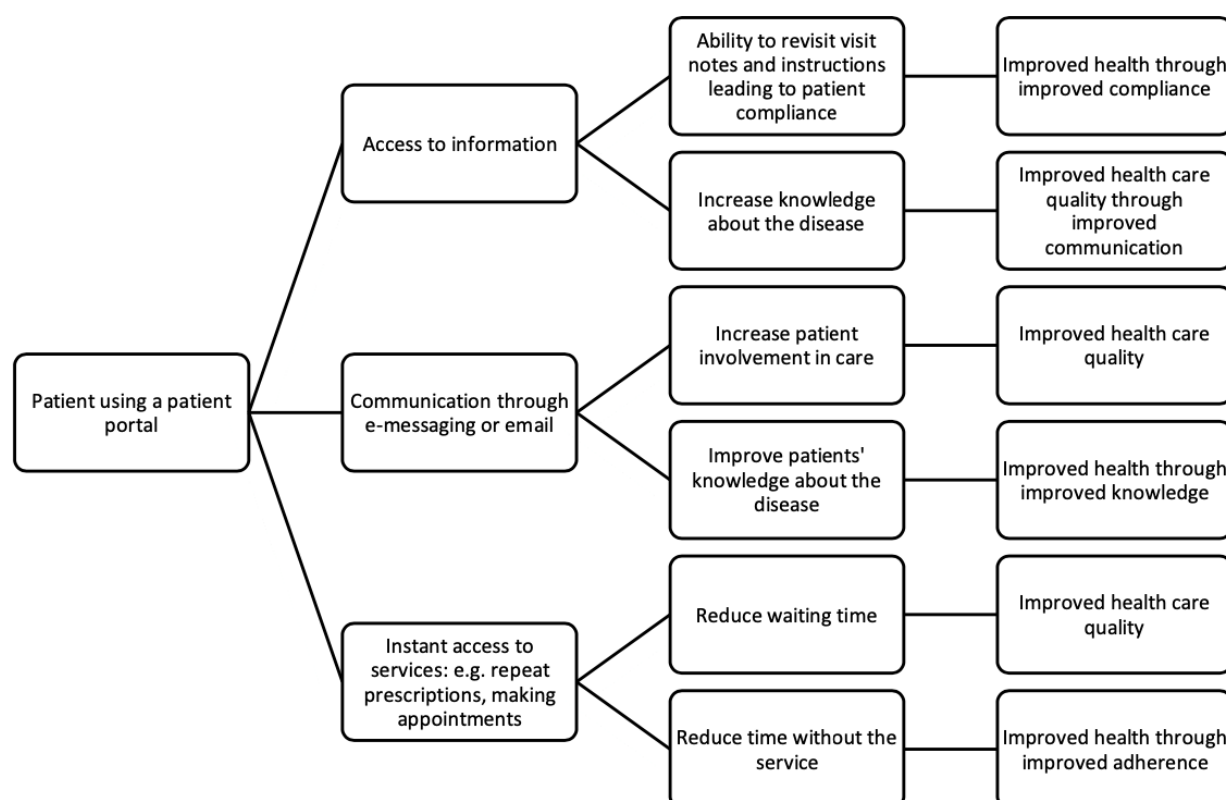 Patient using a patient
portal
Access to information
Ability to revisit visit
notes and instructions
leading to patient
compliance
Improved health through
improved compliance
Increase knowledge
about the disease
Improved health care
quality through
improved
communication
Communication through
e-messaging or email
Increase patient
involvement in care
Improved health care
quality
Improve patients'
knowledge about the
disease
Improved health through
improved knowledge
Instant access to
services: e.g. repeat
prescriptions, making
appointments
Reduce waiting time
Improved health care
quality
Reduce time without the
service
Improved health through
improved adherence